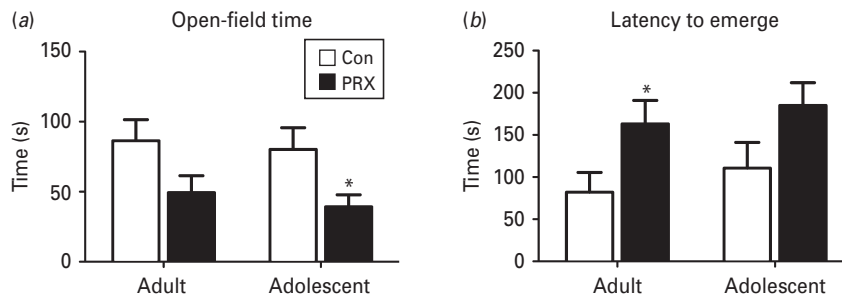 (a) Open-field time
150
100
50
0
Time (s)
Con
PRX
*
Adult Adolescent
(b) Latency to emerge
250
200
150
100
50
0
Time (s)
*
Adult Adolescent